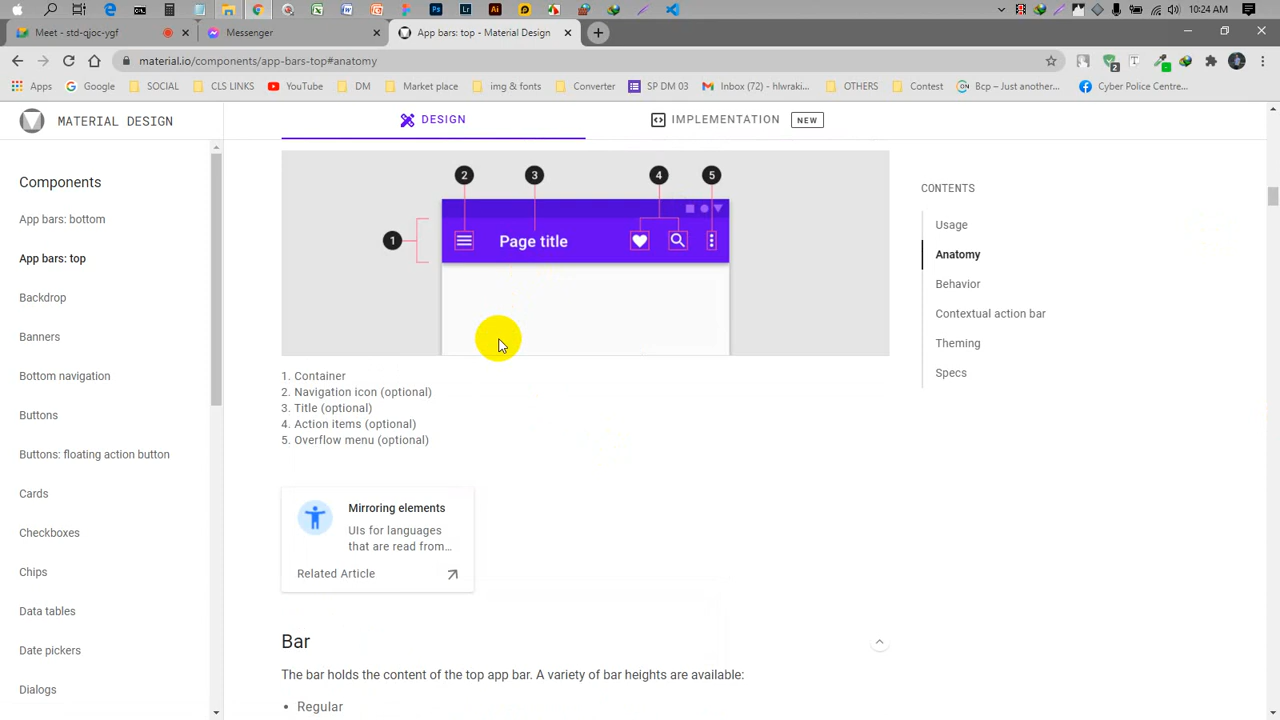 10:24 AM
Meet - std-qjoc-ygf
Messenger
App bars: top - Material Design
material.io/components/app-bars-top#anatomy
Apps
Google
SOCIAL
CLS LINKS
YouTube
DM
Market place
img & fonts
Converter
SP DM 03
Inbox (72) - hlwraki...
OTHERS
Contest
Bcp – Just another...
Cyber Police Centre...
MATERIAL DESIGN
DESIGN
IMPLEMENTATION
NEW
Components
App bars: bottom
App bars: top
Backdrop
Banners
Bottom navigation
Buttons
Buttons: floating action button
Cards
Checkboxes
Chips
Data tables
Date pickers
Dialogs
2
3
4
5
1
Page title
1. Container
2. Navigation icon (optional)
3. Title (optional)
4. Action items (optional)
5. Overflow menu (optional)
Mirroring elements
UIs for languages
that are read from…
Related Article
Bar
The bar holds the content of the top app bar. A variety of bar heights are available:
• Regular
CONTENTS
Usage
Anatomy
Behavior
Contextual action bar
Theming
Specs